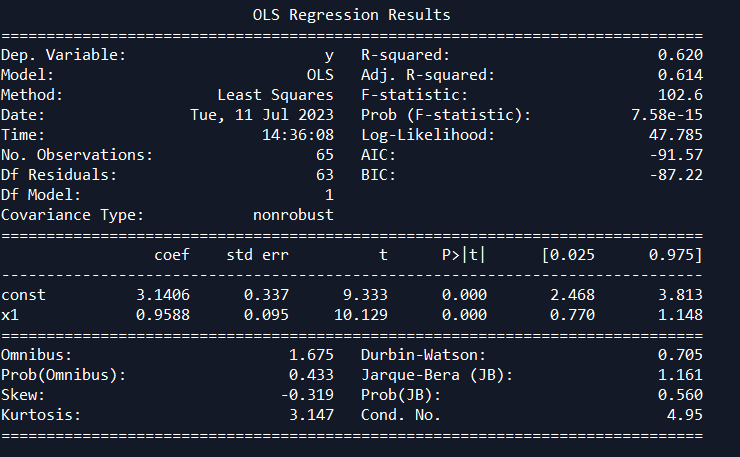 OLS Regression Results
==============================================================================
Dep. Variable:                      y   R-squared:                       0.620
Model:                            OLS   Adj. R-squared:                  0.614
Method:                 Least Squares   F-statistic:                     102.6
Date:                Tue, 11 Jul 2023   Prob (F-statistic):           7.58e-15
Time:                        14:36:08   Log-Likelihood:                 47.785
No. Observations:                  65   AIC:                            -91.57
Df Residuals:                      63   BIC:                            -87.22
Df Model:                           1
Covariance Type:            nonrobust
==============================================================================
                 coef    std err          t      P>|t|      [0.025      0.975]
------------------------------------------------------------------------------
const          3.1406      0.337      9.333      0.000       2.468       3.813
x1             0.9588      0.095     10.129      0.000       0.770       1.148
==============================================================================
Omnibus:                        1.675   Durbin-Watson:                   0.705
Prob(Omnibus):                  0.433   Jarque-Bera (JB):                1.161
Skew:                          -0.319   Prob(JB):                        0.560
Kurtosis:                       3.147   Cond. No.                         4.95
==============================================================================